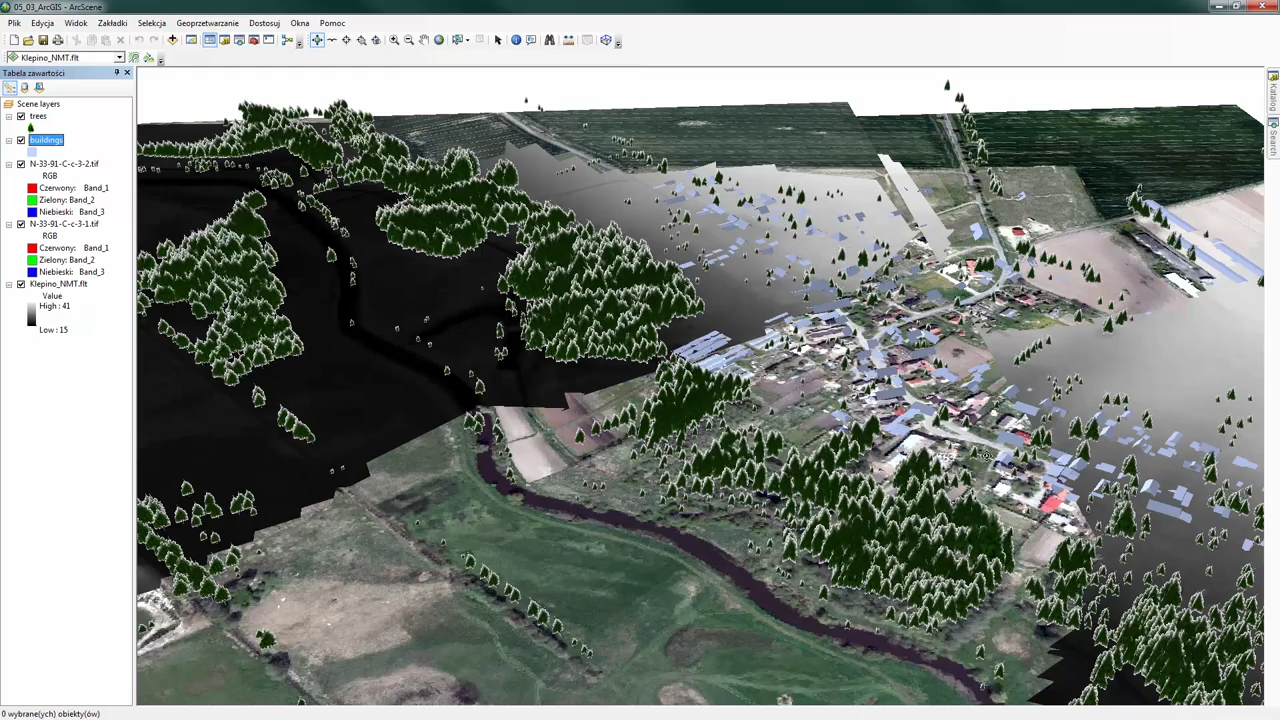 05_03_ArcGIS - ArcScene
Plik Edycja Widok Zakładki Selekcja Geoprzetwarzanie Dostosuj Okna Pomoc
Klepino_NMT.flt
Tabela zawartości
Scene layers
trees
buildings
N-33-91-C-c-3-2.tif
RGB
Czerwony: Band_1
Zielony: Band_2
Niebieski: Band_3
N-33-91-C-c-3-1.tif
RGB
Czerwony: Band_1
Zielony: Band_2
Niebieski: Band_3
Klepino_NMT.flt
Value
High : 41
Low : 15
Katalog
Search
0 wybrane(ych) obiekty(ów)